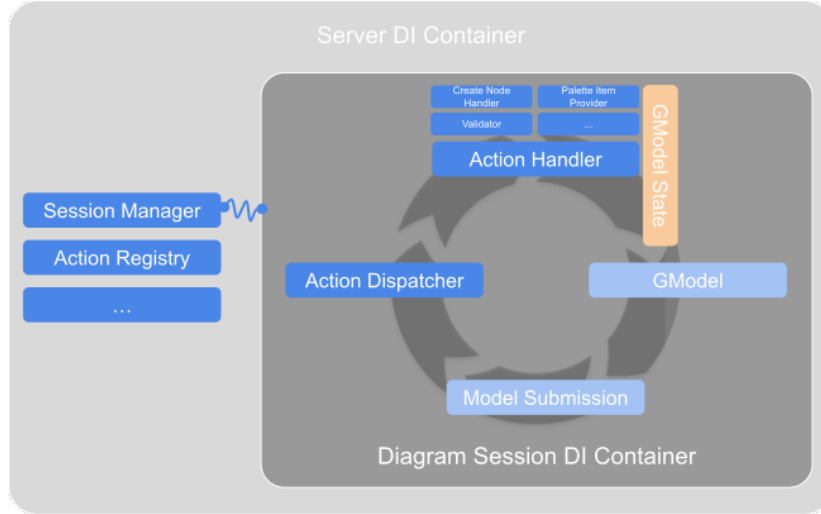 Server DI Container
Create Node
Handler
Palette Item
Provider
Validator
...
Action Handler
GModel State
Session Manager
Action Registry
...
Action Dispatcher
GModel
Model Submission
Diagram Session DI Container